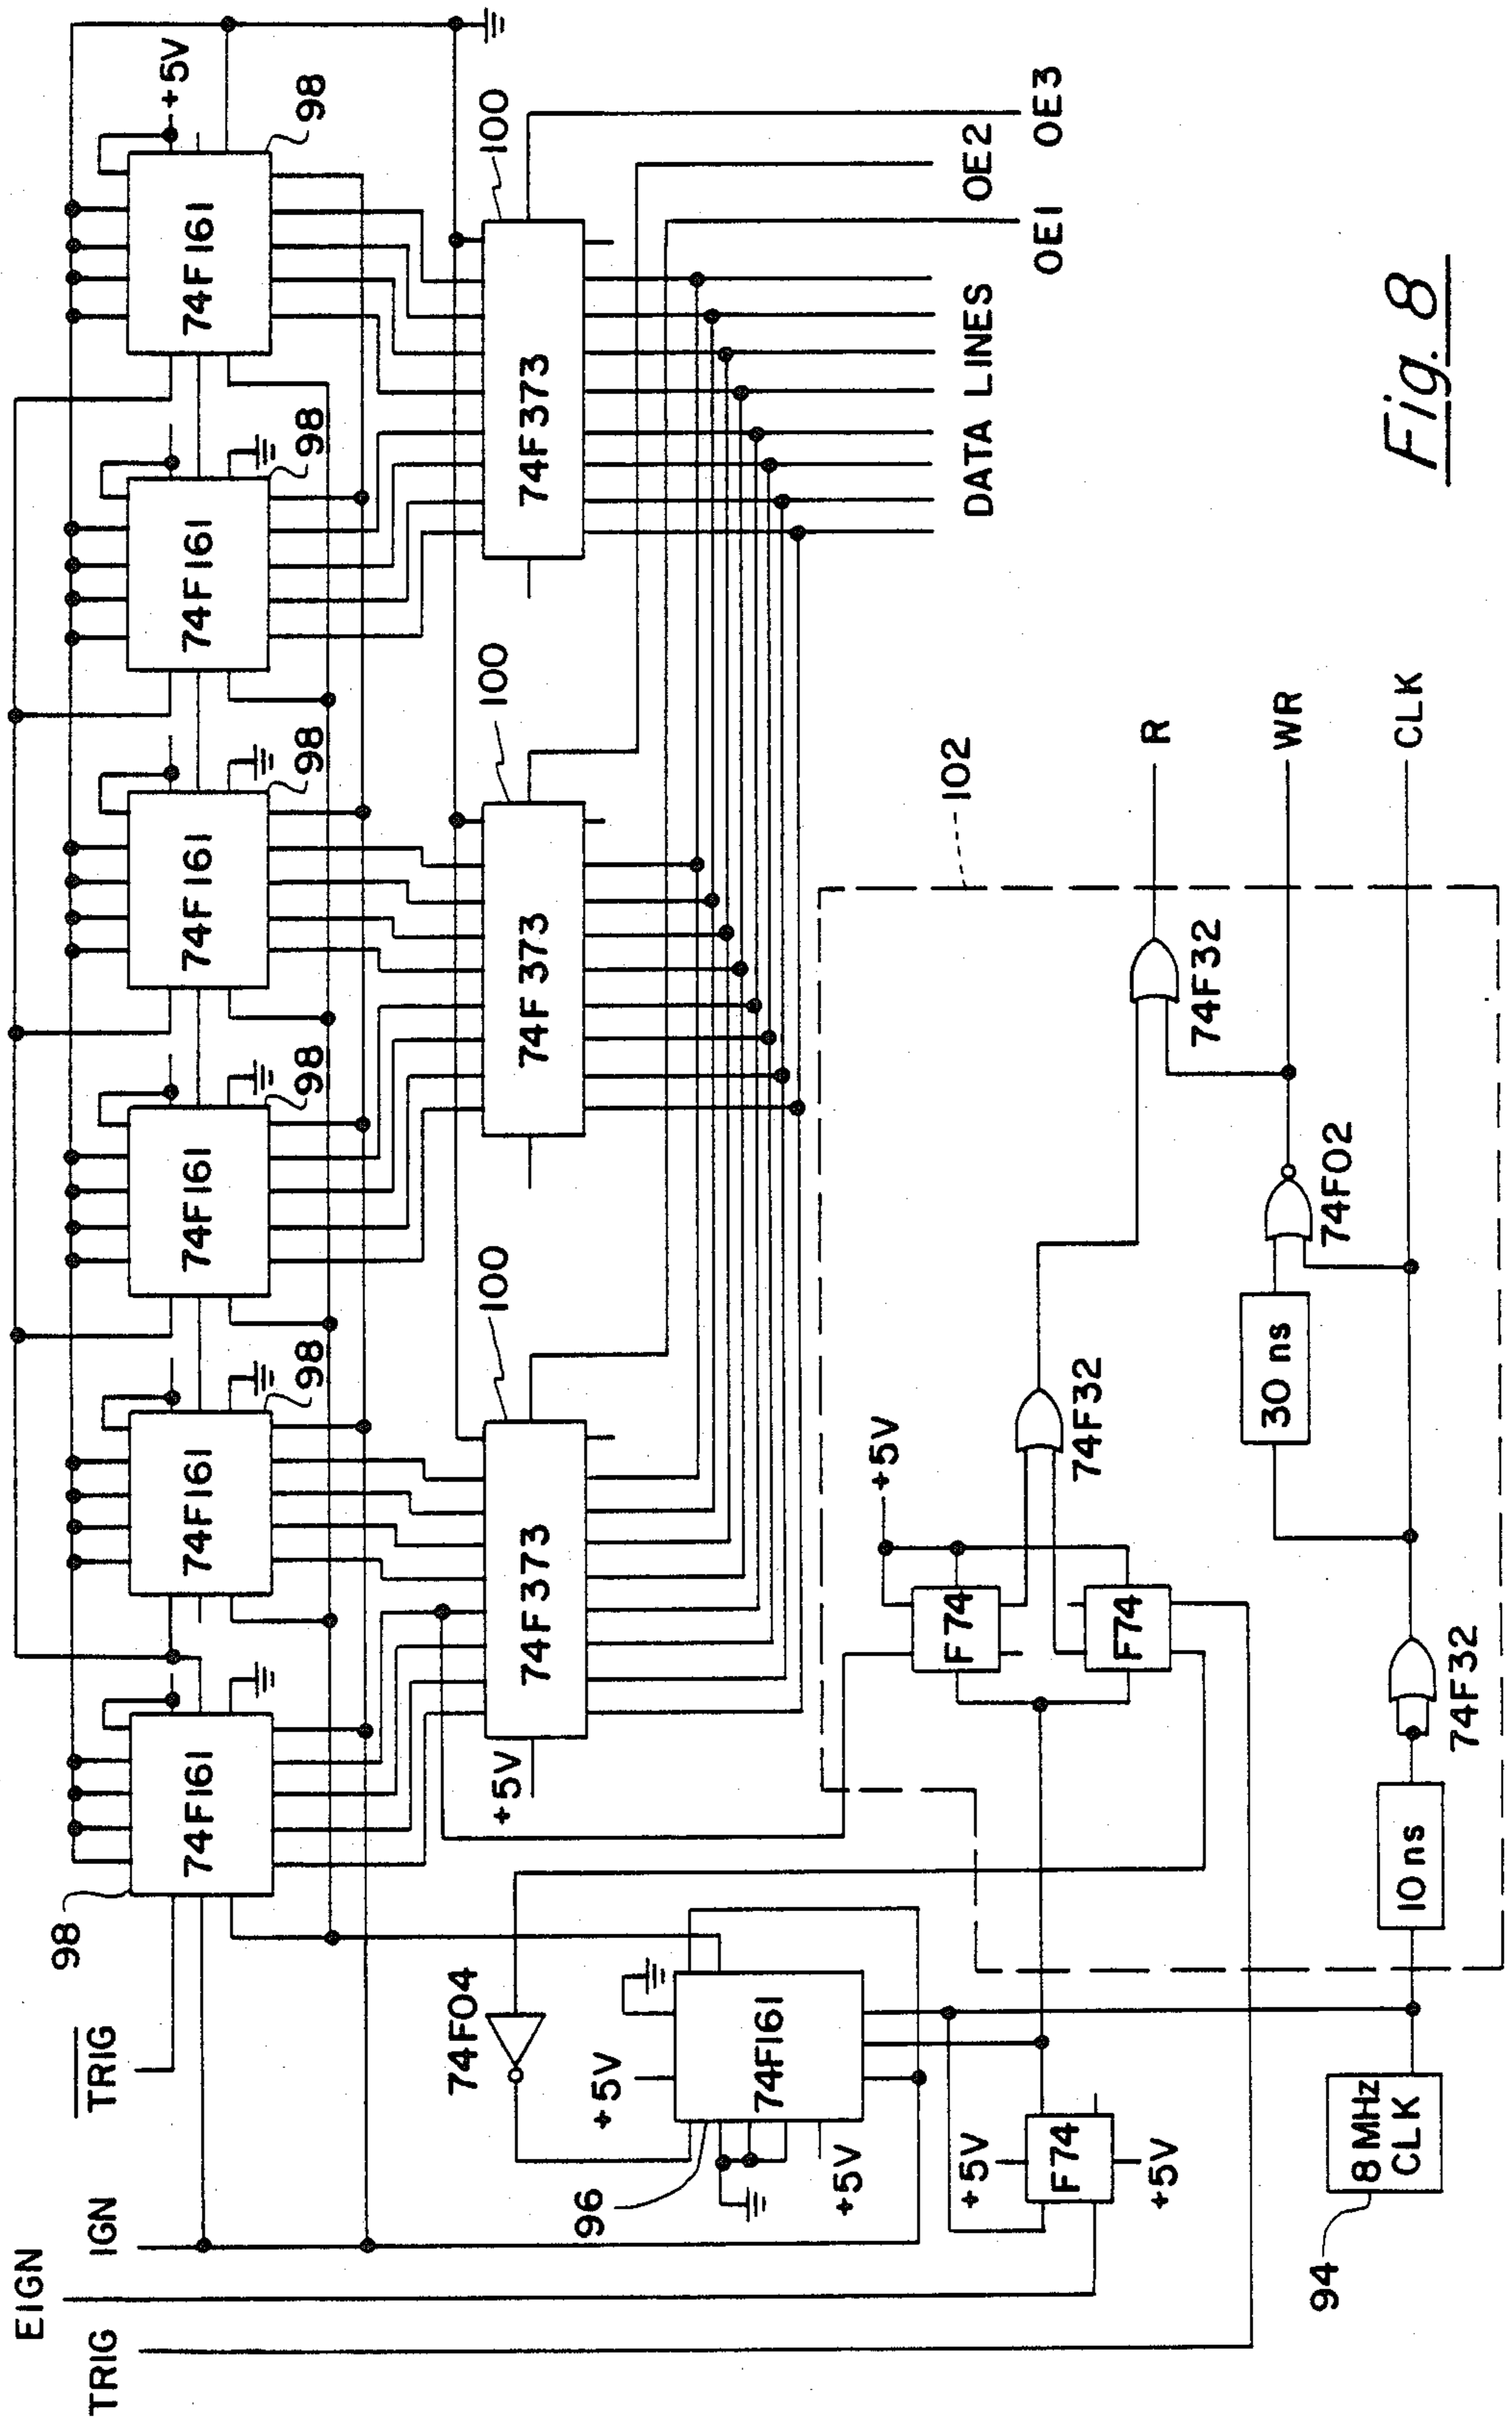 EIGN
IGN
TRIG
TRIG
98
74F161
74F161
74F161
74F161
74F161
74F161
+5V
98
98
98
98
98
74F04
+5V
74F161
96
+5V
+5V
74F373
100
74F373
100
74F373
100
OE1
OE2
OE3
DATA LINES
+5V
F74
+5V
+5V
F74
F74
74F32
74F32
R
102
8 MHz
CLK
94
10 ns
74F32
30 ns
74F02
WR
CLK
Fig. 8